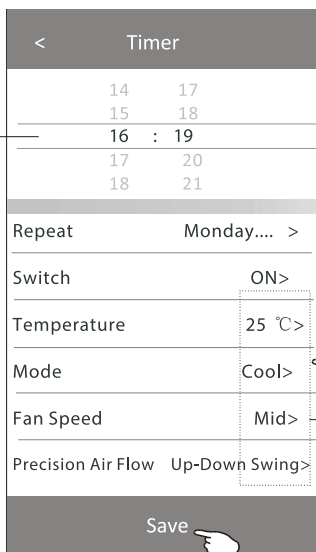 < Timer
14 17
15 18
16 : 19
17 20
18 21
Repeat Monday.... >
Switch ON>
Temperature 25 ℃>
Mode Cool>
Fan Speed Mid>
Precision Air Flow Up-Down Swing>
Save